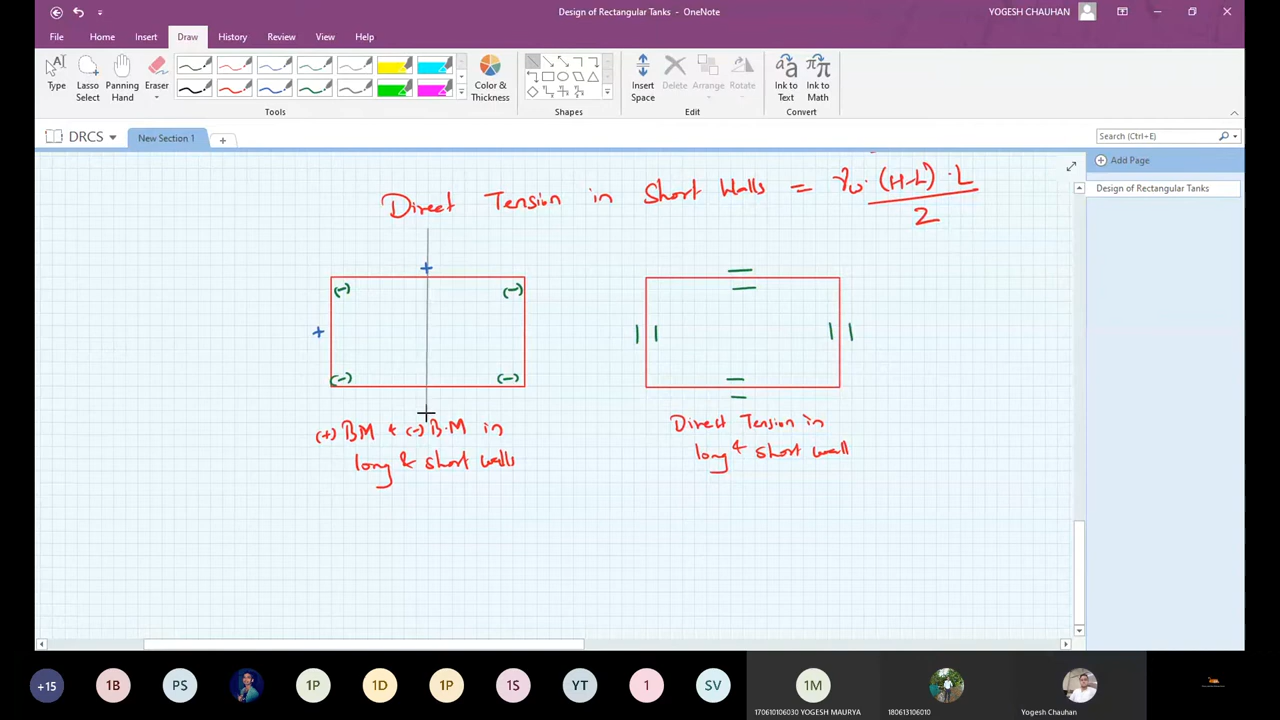 Design of Rectangular Tanks - OneNote
YOGESH CHAUHAN
File Home Insert Draw History Review View Help
Type
Lasso Select
Panning Hand
Eraser
Color & Thickness
Insert Space
Delete
Arrange
Rotate
Ink to Text
Ink to Math
Tools
Shapes
Edit
Convert
DRCS
New Section 1
Search (Ctrl+E)
Add Page
Design of Rectangular Tanks
Direct Tension in Short Walls = γw. (H-h) . L
2
+
(-) (-)
+
(-) (-)
(+) BM & (-) B.M in
long & short walls
Direct Tension in
long & short wall
+15 1B PS 1P 1D 1P 1S YT 1 SV 1M
170610106030 YOGESH MAURYA
180613106010
Yogesh Chauhan